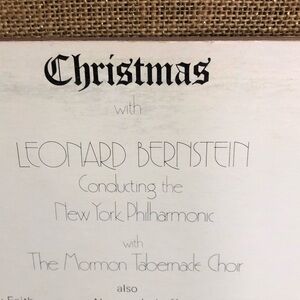 Christmas
with
LEONARD BERNSTEIN
Conducting the
New York Philharmonic
with
The Mormon Tabernacle Choir
also